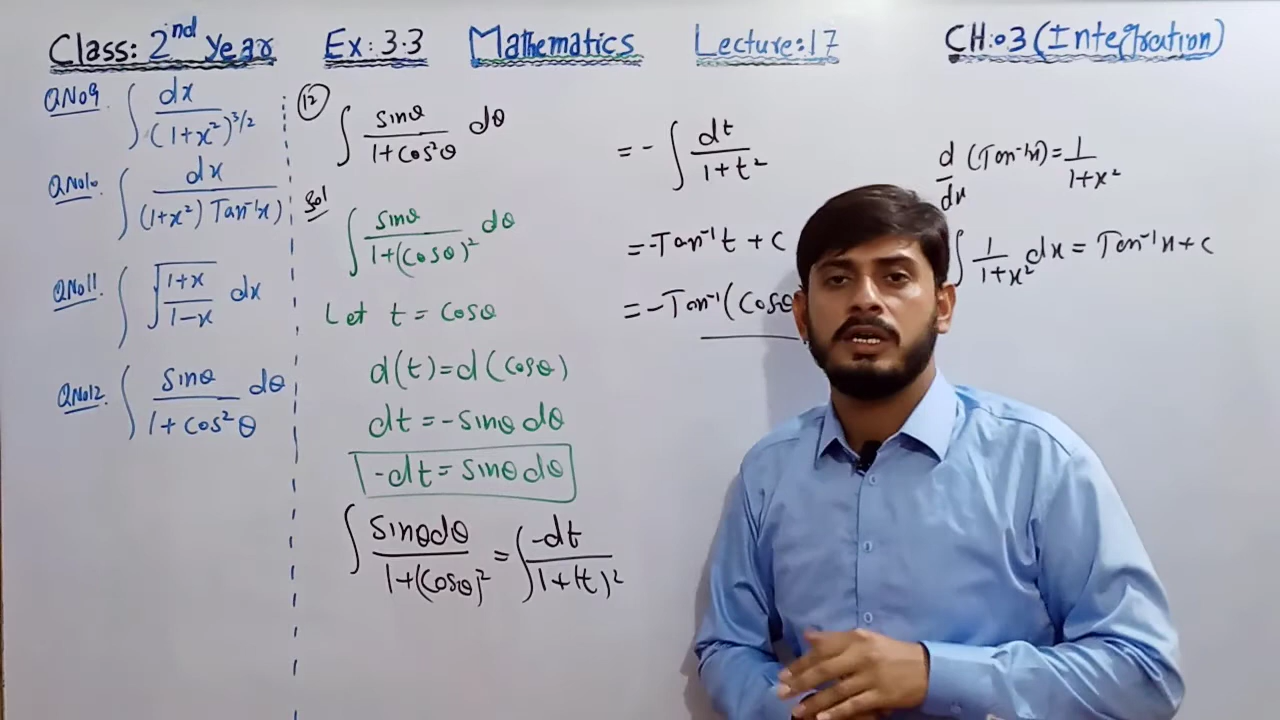 Class: 2nd Year Ex: 3.3 Mathematics Lecture:17 CH:03 (Integration)
QNo9. ∫ dx / (1+x²)^3/2
QNo10. ∫ dx / (1+x²) Tan⁻¹x)
QNo11. ∫ √(1+x / 1-x) dx
QNo12. ∫ sinθ / 1+cos²θ dθ
(12) ∫ sinθ / 1+cos²θ dθ
Sol
∫ sinθ / 1+(cosθ)² dθ
Let t = cosθ
d(t)=d(cosθ)
dt = -sinθ dθ
-dt = sinθ dθ
∫ sinθdθ / 1+(cosθ)² = ∫ -dt / 1+(t)²
= - ∫ dt / 1+t²
=-Tan⁻¹t + c
=-Tan⁻¹(cosθ
d/dx (Tan⁻¹x)= 1 / 1+x²
∫ 1 / 1+x² dx = Tan⁻¹x+c